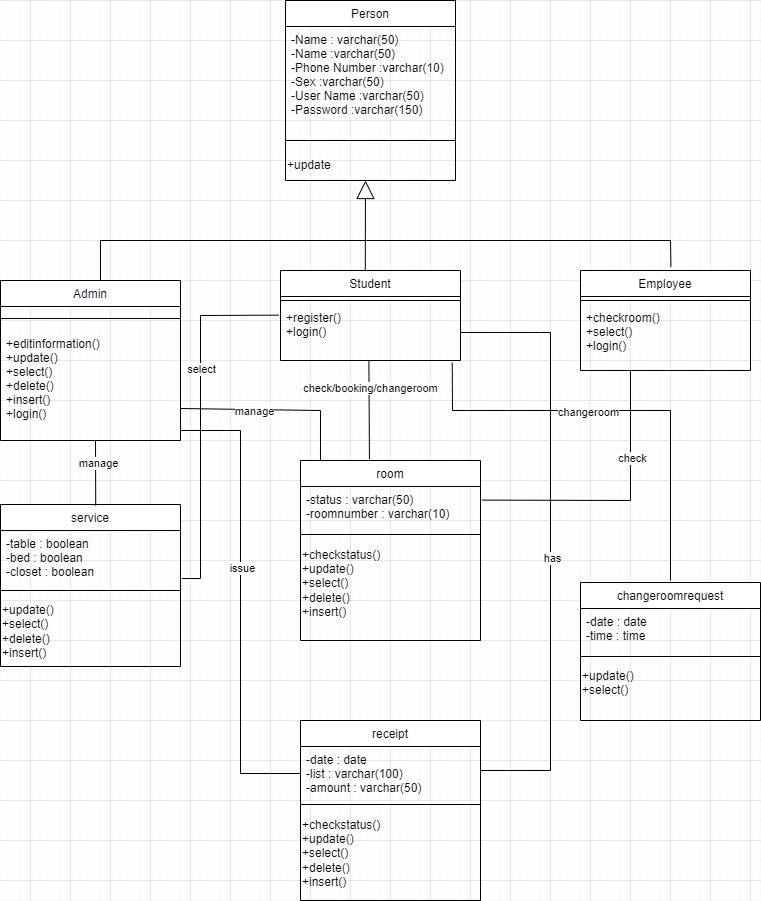 Person
-Name : varchar(50)
-Name :varchar(50)
-Phone Number :varchar(10)
-Sex :varchar(50)
-User Name :varchar(50)
-Password :varchar(150)
+update
Admin
+editinformation()
+update()
+select()
+delete()
+insert()
+login()
Student
+register()
+login()
Employee
+checkroom()
+select()
+login()
select
check/booking/changeroom
manage
changeroom
manage
check
service
-table : boolean
-bed : boolean
-closet : boolean
+update()
+select()
+delete()
+insert()
room
-status : varchar(50)
-roomnumber : varchar(10)
+checkstatus()
+update()
+select()
+delete()
+insert()
issue
has
changeroomrequest
-date : date
-time : time
+update()
+select()
receipt
-date : date
-list : varchar(100)
-amount : varchar(50)
+checkstatus()
+update()
+select()
+delete()
+insert()